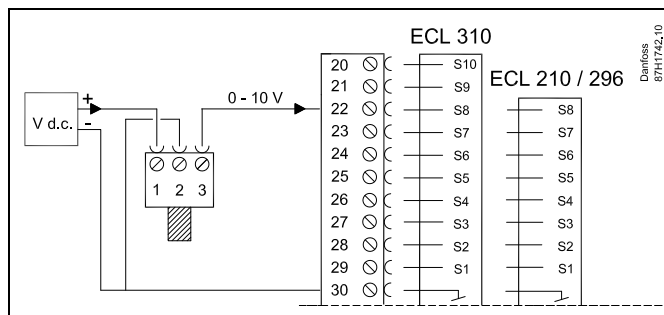 ECL 310
Danfoss
87H1742.10
ECL 210 / 296
+
-
V d.c.
0 - 10 V
1 2 3
20 S10
21 S9
22 S8 S8
23 S7 S7
24 S6 S6
25 S5 S5
26 S4 S4
27 S3 S3
28 S2 S2
29 S1 S1
30